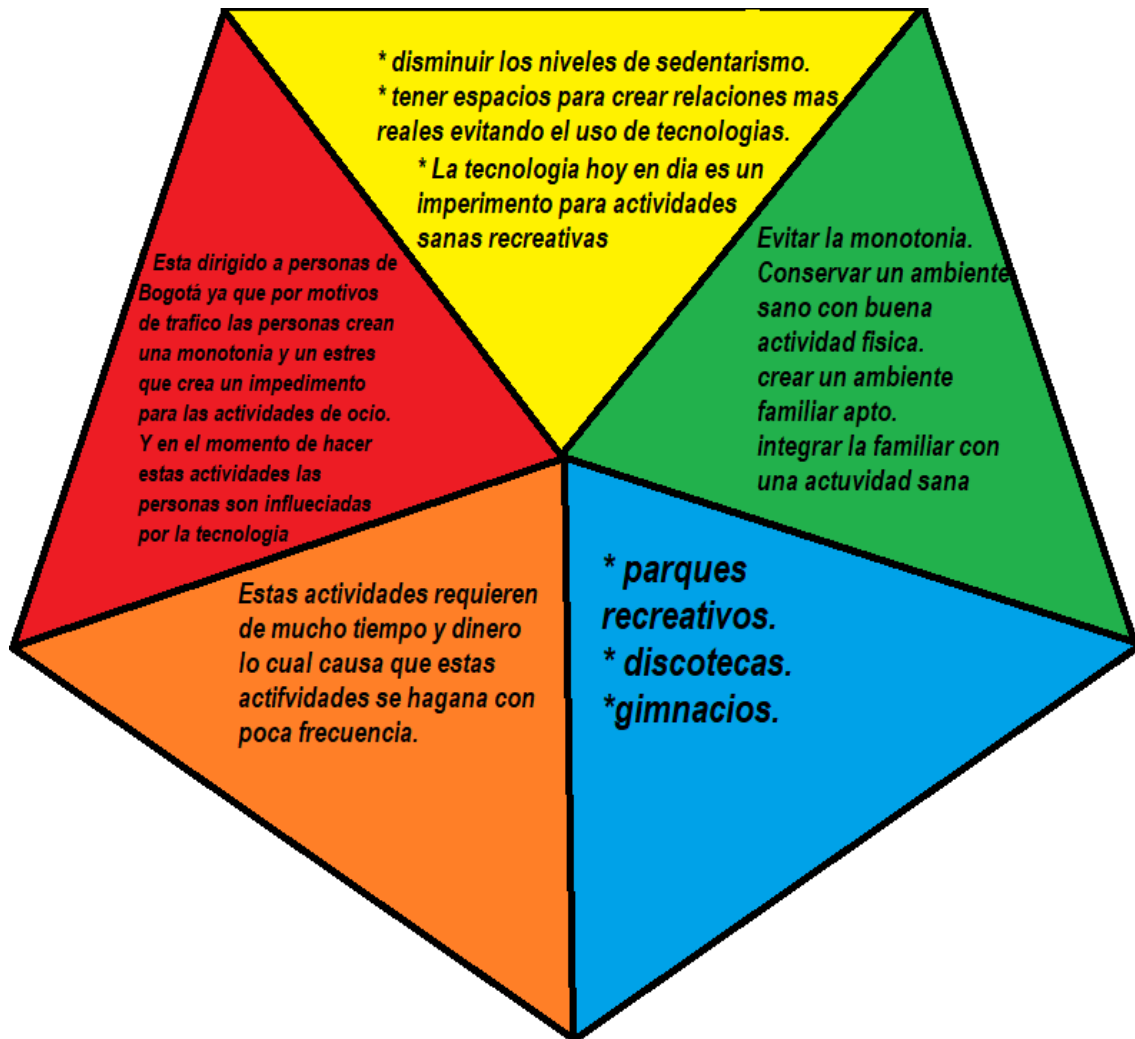 * disminuir los niveles de sedentarismo.
* tener espacios para crear relaciones mas
reales evitando el uso de tecnologias.
* La tecnologia hoy en dia es un
imperimento para actividades
sanas recreativas
Esta dirigido a personas de
Bogotá ya que por motivos
de trafico las personas crean
una monotonia y un estres
que crea un impedimento
para las actividades de ocio.
Y en el momento de hacer
estas actividades las
personas son influeciadas
por la tecnologia
Evitar la monotonia.
Conservar un ambiente
sano con buena
actividad fisica.
crear un ambiente
familiar apto.
integrar la familiar con
una actuvidad sana
Estas actividades requieren
de mucho tiempo y dinero
lo cual causa que estas
actifvidades se hagana con
poca frecuencia.
* parques
recreativos.
* discotecas.
*gimnacios.